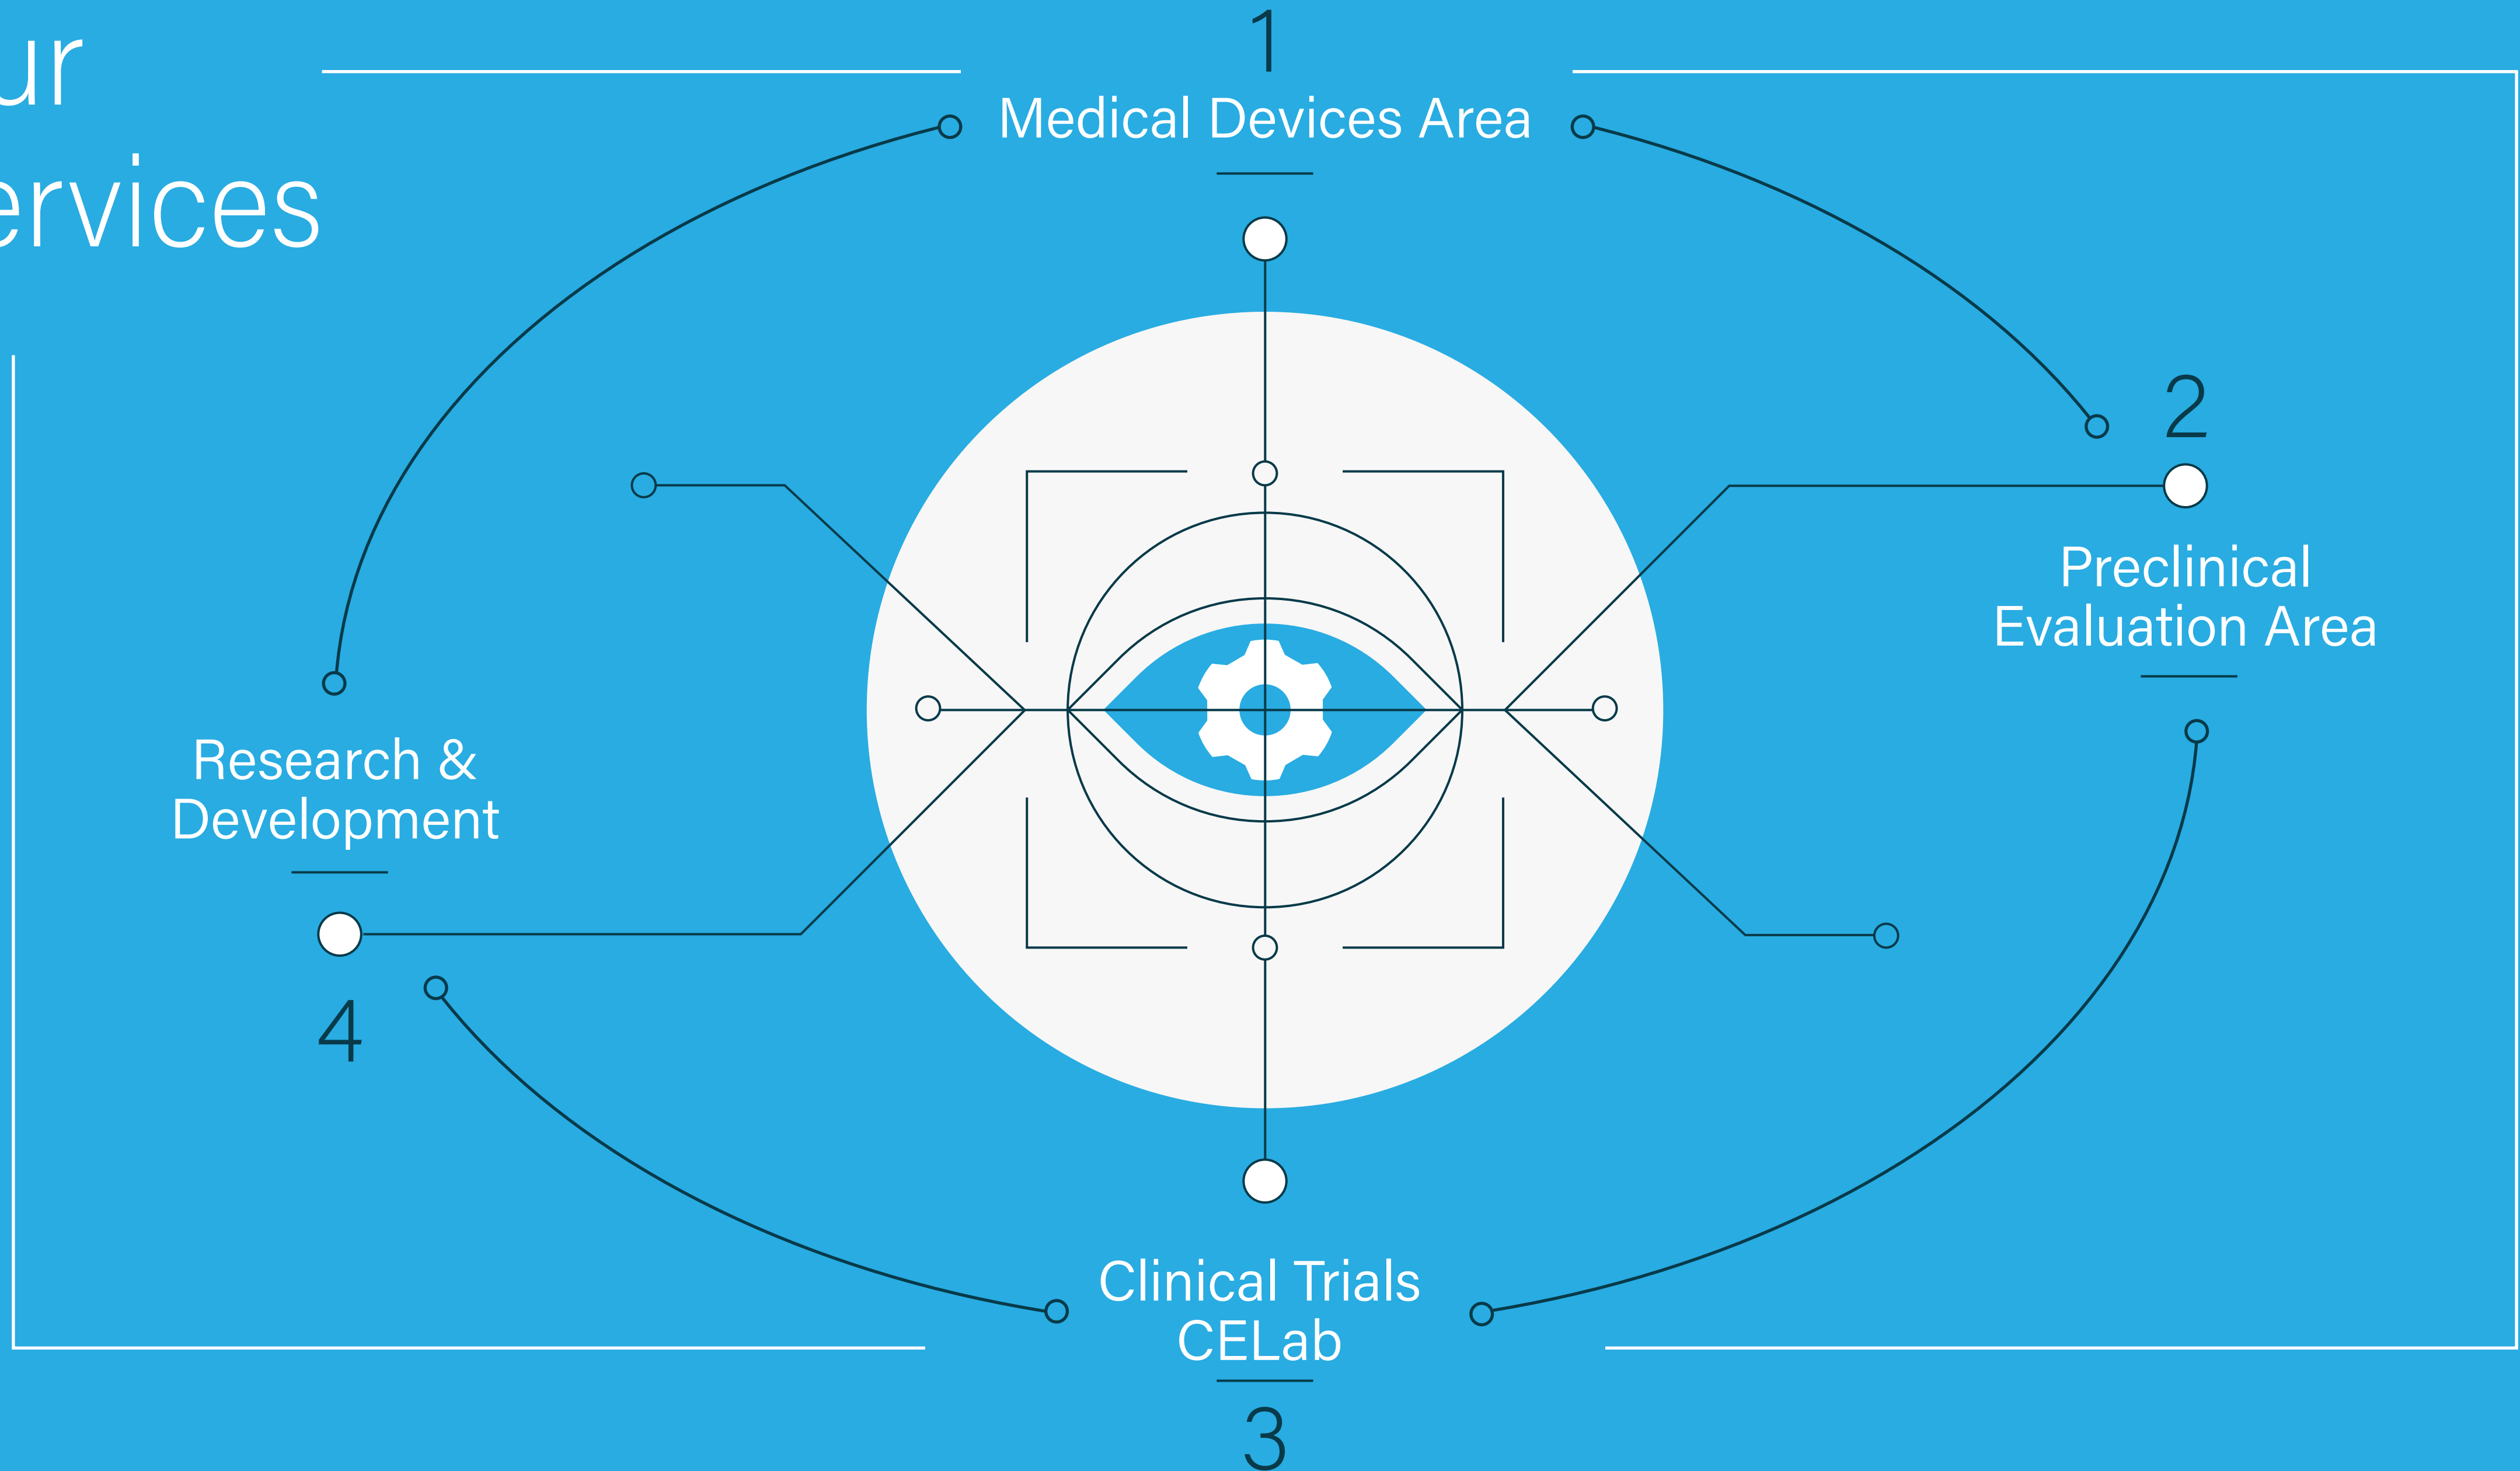 ur
ervices
1
Medical Devices Area
2
Preclinical
Evaluation Area
Research &
Development
4
Clinical Trials
CELab
3